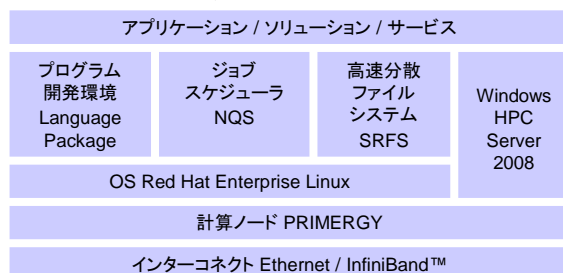 アプリケーション / ソリューション / サービス
プログラム
開発環境
Language
Package
ジョブ
スケジューラ
NQS
高速分散
ファイル
システム
SRFS
Windows
HPC
Server
2008
OS Red Hat Enterprise Linux
計算ノード PRIMERGY
インターコネクト Ethernet / InfiniBand™